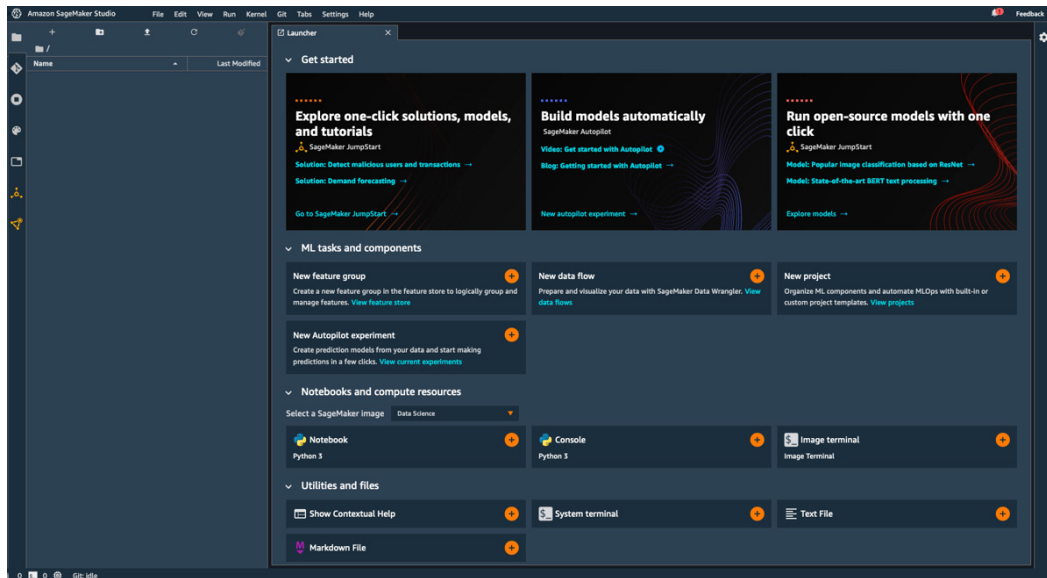 Amazon SageMaker Studio File Edit View Run Kernel Git Tabs Settings Help
Feedback
/
Name Last Modified
Launcher
Get started
Explore one-click solutions, models,
and tutorials
SageMaker JumpStart
Solution: Detect malicious users and transactions →
Solution: Demand forecasting →
Go to SageMaker JumpStart →
Build models automatically
SageMaker Autopilot
Video: Get started with Autopilot
Blog: Getting started with Autopilot →
New autopilot experiment →
Run open-source models with one
click
SageMaker JumpStart
Model: Popular image classification based on ResNet →
Model: State-of-the-art BERT text processing →
Explore models →
ML tasks and components
New feature group
Create a new feature group in the feature store to logically group and
manage features. View feature store
New data flow
Prepare and visualize your data with SageMaker Data Wrangler. View
data flows
New project
Organize ML components and automate MLOps with built-in or
custom project templates. View projects
New Autopilot experiment
Create prediction models from your data and start making
predictions in a few clicks. View current experiments
Notebooks and compute resources
Select a SageMaker image Data Science
Notebook
Python 3
Console
Python 3
$_ Image terminal
Image Terminal
Utilities and files
Show Contextual Help
$_ System terminal
Text File
Markdown File
0 $_ 0 Git: idle